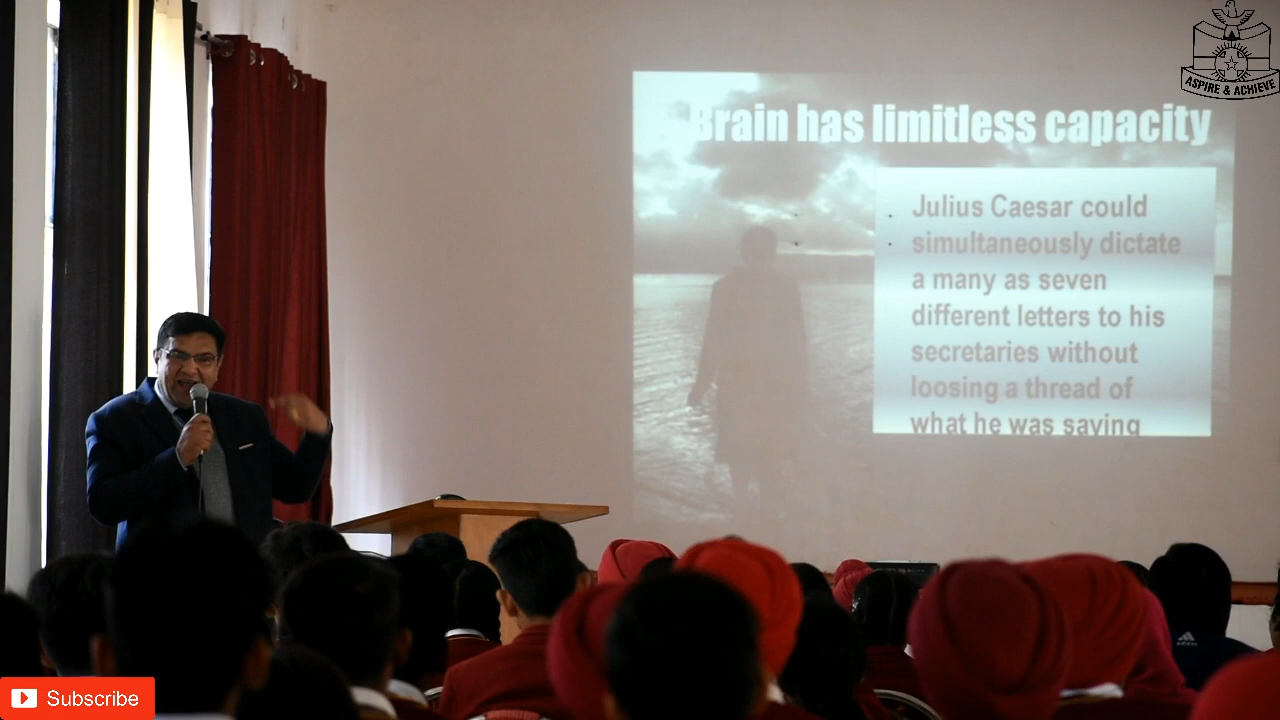 ASPIRE & ACHIEVE
Brain has limitless capacity
Julius Caesar could
simultaneously dictate
a many as seven
different letters to his
secretaries without
loosing a thread of
what he was saying
Subscribe